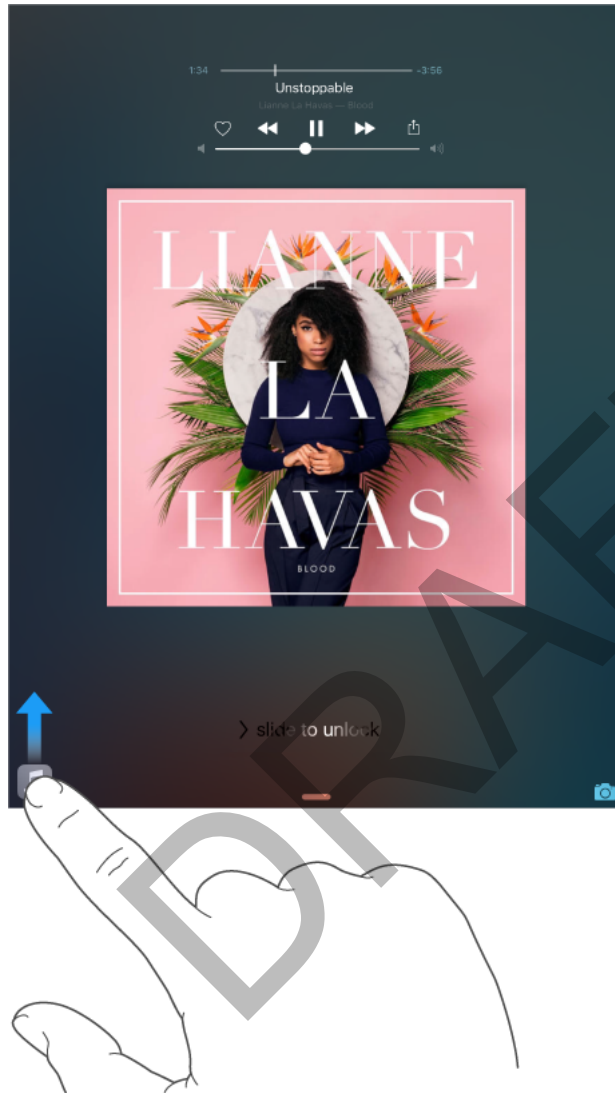 1:34 -3:56
Unstoppable
Lianne La Havas — Blood
LIANNE
LA
HAVAS
BLOOD
> slide to unlock
DRAFT